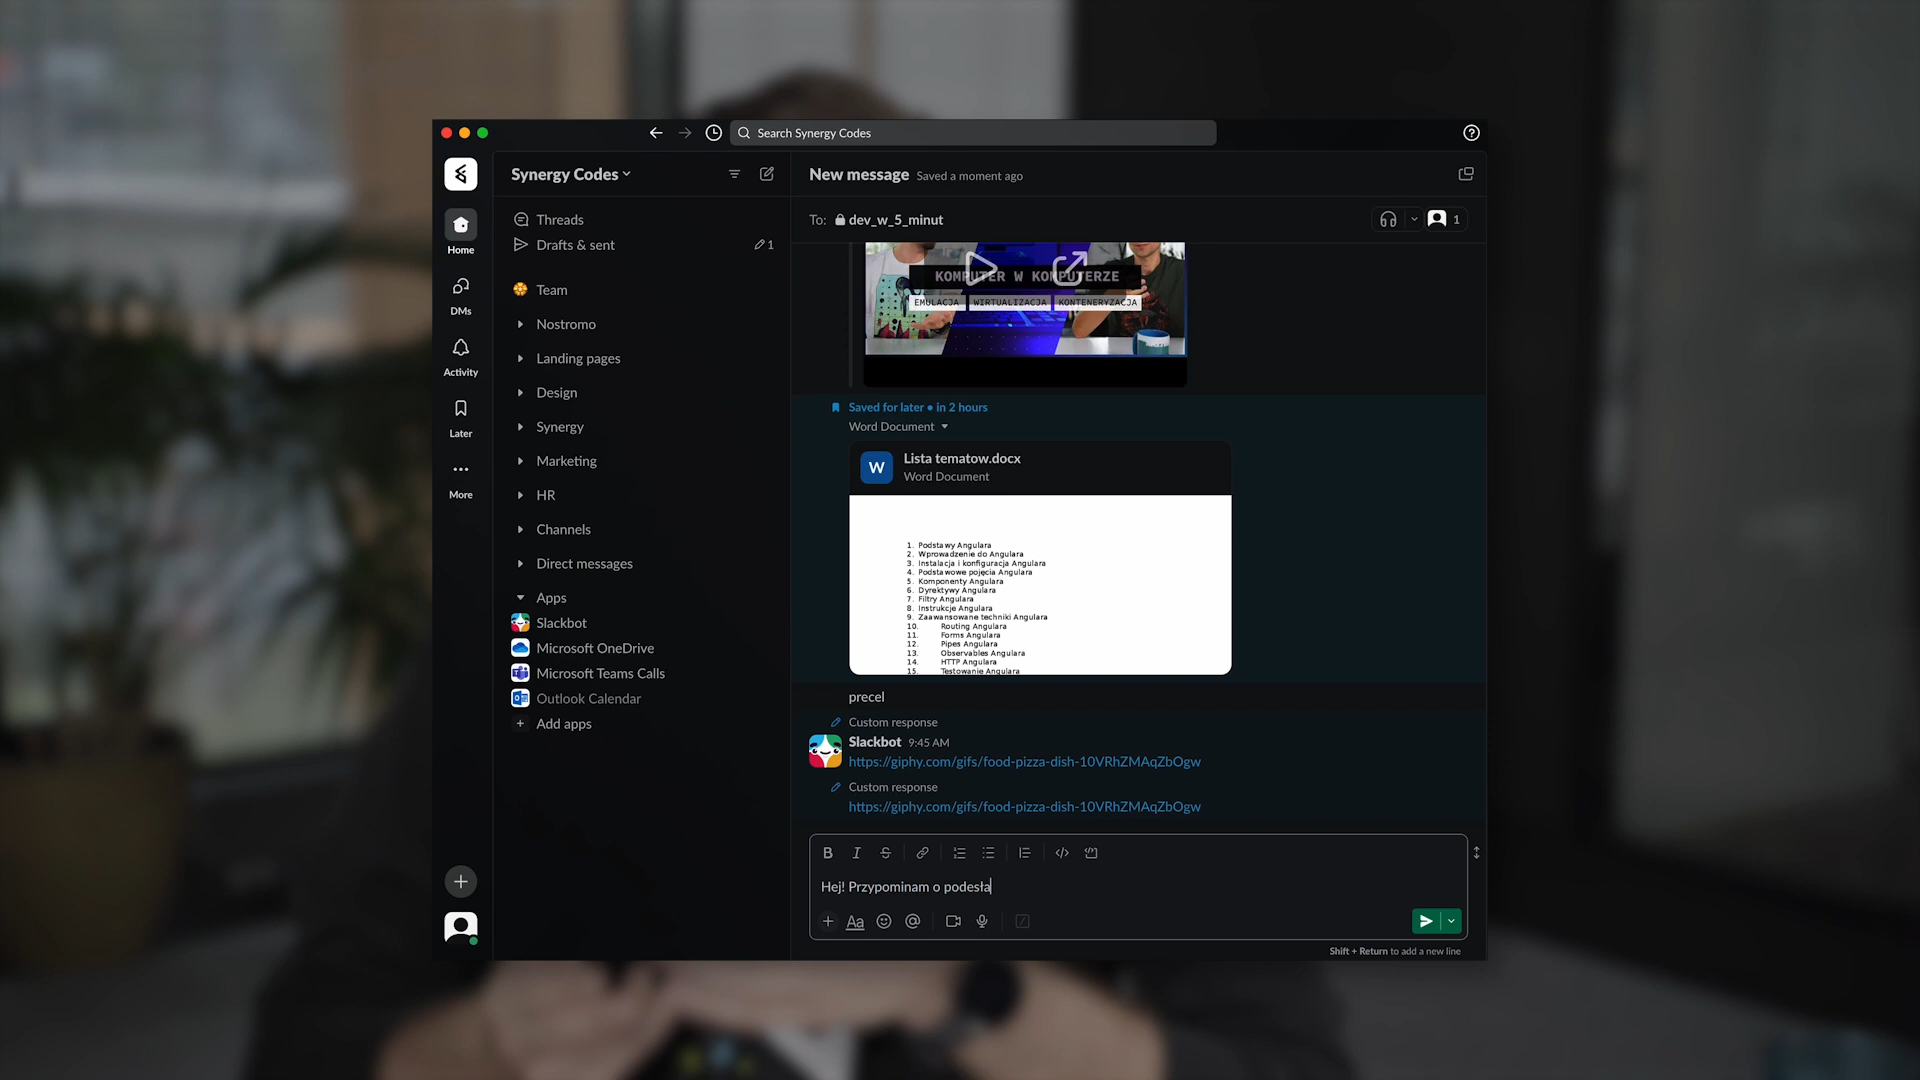 Search Synergy Codes
Synergy Codes
New message Saved a moment ago
To: dev_w_5_minut
1
Home
DMs
Activity
Later
More
Threads
Drafts & sent 1
Team
Nostromo
Landing pages
Design
Synergy
Marketing
HR
Channels
Direct messages
Apps
Slackbot
Microsoft OneDrive
Microsoft Teams Calls
Outlook Calendar
+ Add apps
KOMPUTER W KOMPUTERZE
EMULACJA WIRTUALIZACJA KONTENERYZACJA
Saved for later • in 2 hours
Word Document
W
Lista tematow.docx
Word Document
1. Podstawy Angulara
2. Wprowadzenie do Angulara
3. Instalacja i konfiguracja Angulara
4. Podstawowe pojęcia Angulara
5. Komponenty Angulara
6. Dyrektywy Angulara
7. Filtry Angulara
8. Instrukcje Angulara
9. Zaawansowane techniki Angulara
10. Routing Angulara
11. Forms Angulara
12. Pipes Angulara
13. Observables Angulara
14. HTTP Angulara
15. Testowanie Angulara
precel
Custom response
Slackbot 9:45 AM
https://giphy.com/gifs/food-pizza-dish-10VRhZMAqZbOgw
Custom response
https://giphy.com/gifs/food-pizza-dish-10VRhZMAqZbOgw
B I S
Hej! Przypominam o podesła
Aa
Shift + Return to add a new line